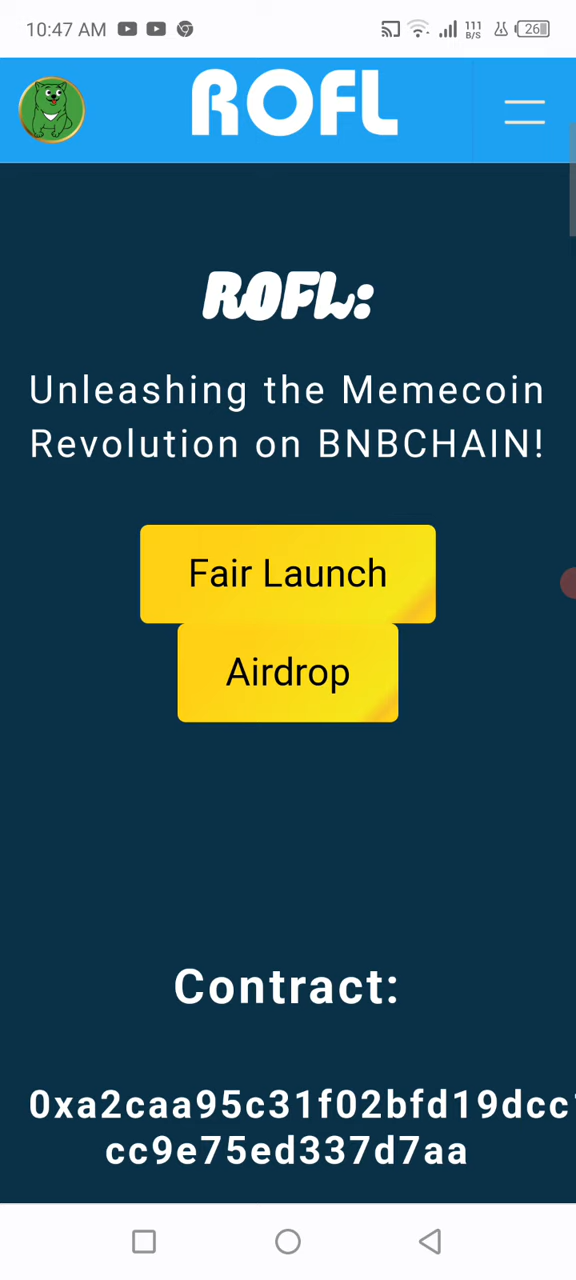 10:47 AM 111 B/S 26
ROFL
ROFL:
Unleashing the Memecoin
Revolution on BNBCHAIN!
Fair Launch
Airdrop
Contract:
0xa2caa95c31f02bfd19dcc
cc9e75ed337d7aa